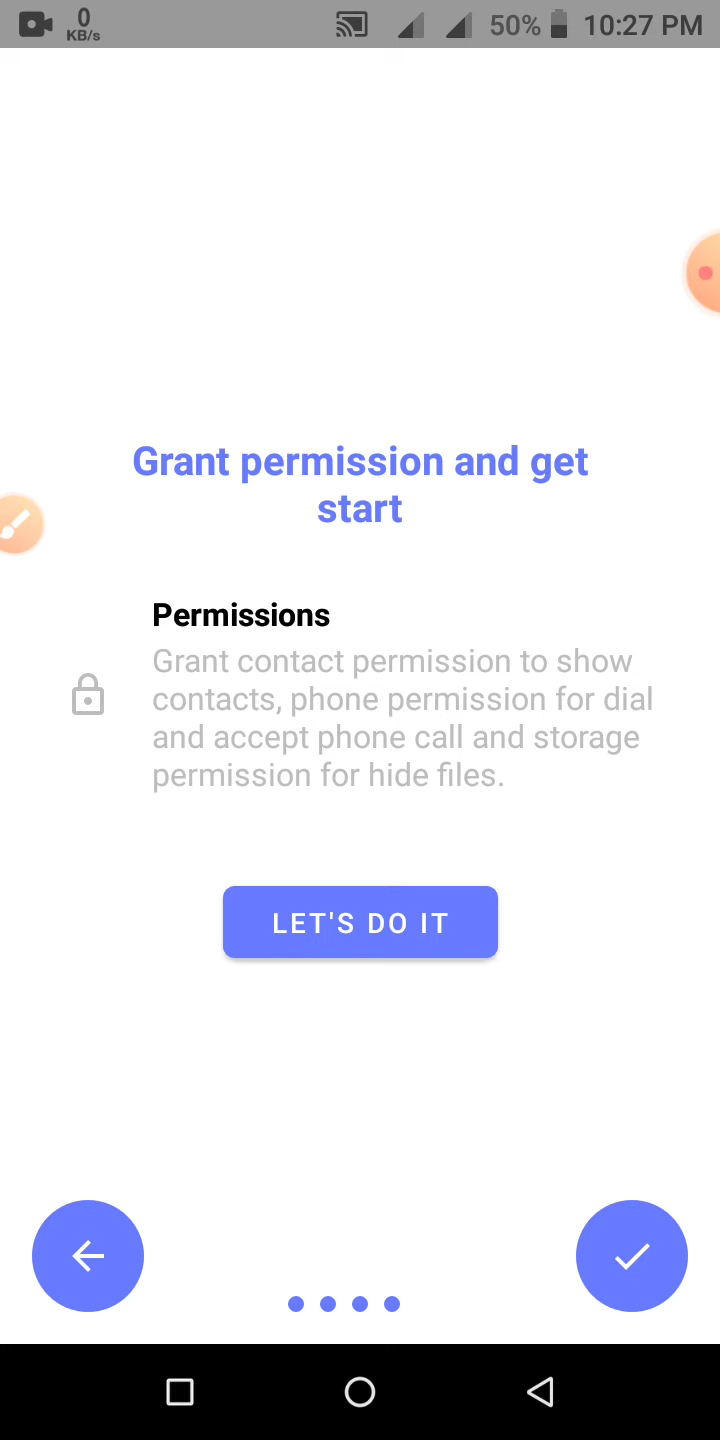 0
KB/s
50%
10:27 PM
Grant permission and get
start
Permissions
Grant contact permission to show
contacts, phone permission for dial
and accept phone call and storage
permission for hide files.
LET'S DO IT